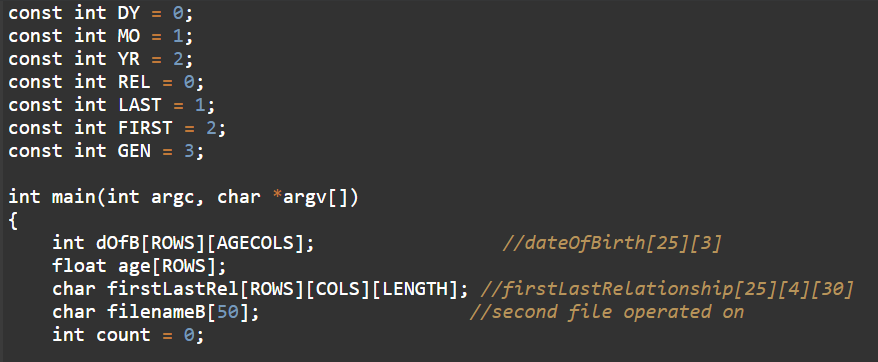 const int DY = 0;
const int MO = 1;
const int YR = 2;
const int REL = 0;
const int LAST = 1;
const int FIRST = 2;
const int GEN = 3;

int main(int argc, char *argv[])
{
    int dOfB[ROWS][AGECOLS];                 //dateOfBirth[25][3]
    float age[ROWS];
    char firstLastRel[ROWS][COLS][LENGTH]; //firstLastRelationship[25][4][30]
    char filenameB[50];                   //second file operated on
    int count = 0;